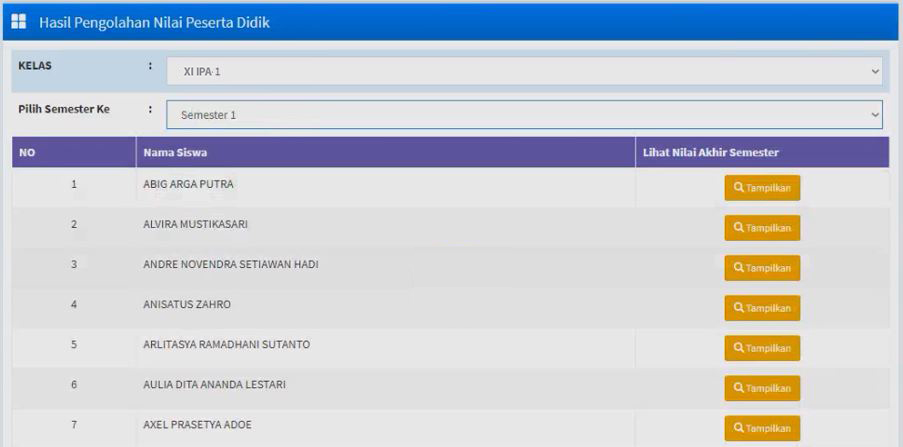 Hasil Pengolahan Nilai Peserta Didik
KELAS : XI IPA 1
Pilih Semester Ke : Semester 1
NO Nama Siswa Lihat Nilai Akhir Semester
1 ABIG ARGA PUTRA Tampilkan
2 ALVIRA MUSTIKASARI Tampilkan
3 ANDRE NOVENDRA SETIAWAN HADI Tampilkan
4 ANISATUS ZAHRO Tampilkan
5 ARLITASYA RAMADHANI SUTANTO Tampilkan
6 AULIA DITA ANANDA LESTARI Tampilkan
7 AXEL PRASETYA ADOE Tampilkan